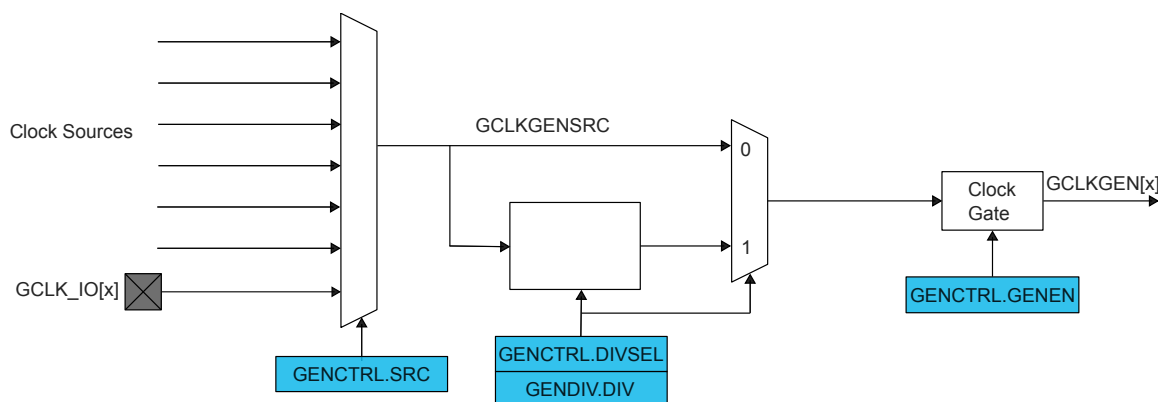 Clock Sources
GCLK_IO[x]
GENCTRL.SRC
GCLKGENSRC
0
1
GENCTRL.DIVSEL
GENDIV.DIV
Clock
Gate
GCLKGEN[x]
GENCTRL.GENEN